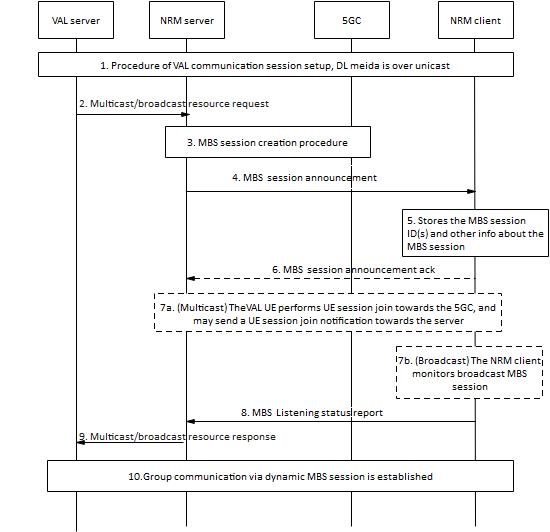 VAL server NRM server 5GC NRM client
1. Procedure of VAL communication session setup, DL meida is over unicast
2. Multicast/broadcast resource request
3. MBS session creation procedure
4. MBS session announcement
5. Stores the MBS session
ID(s) and other info about the
MBS session
6. MBS session announcement ack
7a. (Multicast) TheVAL UE performs UE session join towards the 5GC, and
may send a UE session join notification towards the server
7b. (Broadcast) The NRM client
monitors broadcast MBS
session
8. MBS Listening status report
9. Multicast/broadcast resource response
10.Group communication via dynamic MBS session is established